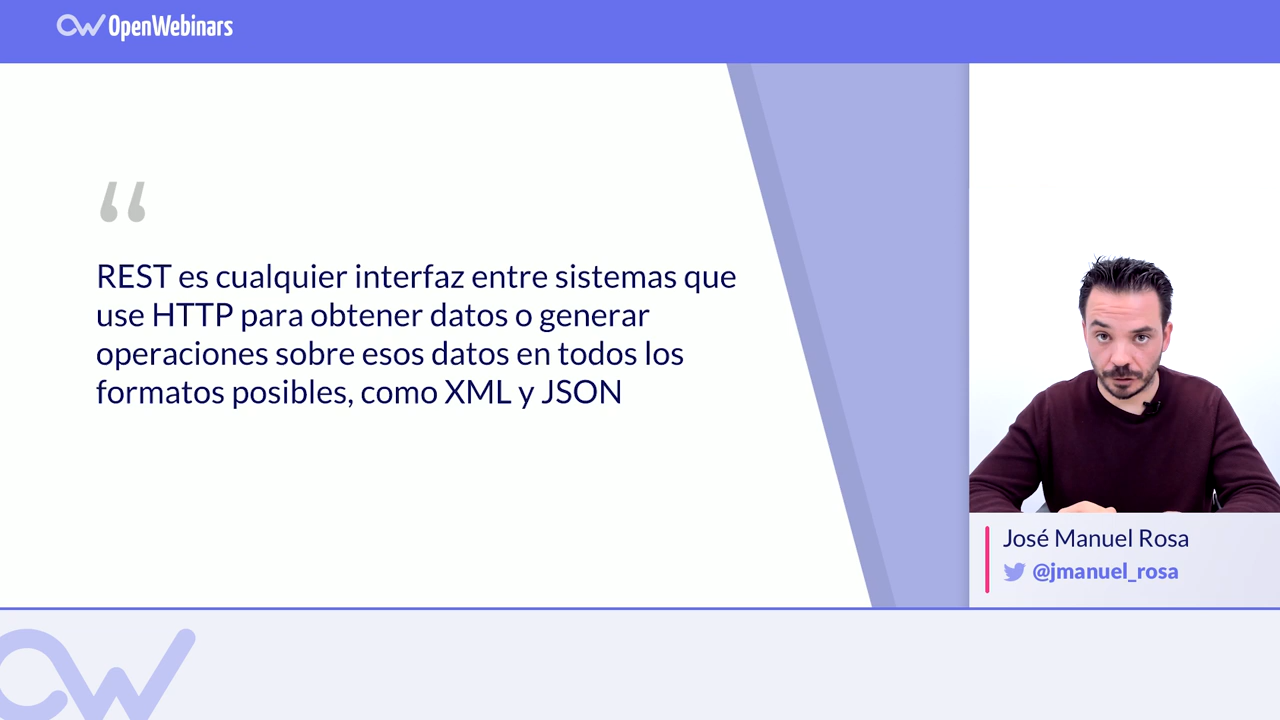 OpenWebinars
“
REST es cualquier interfaz entre sistemas que
use HTTP para obtener datos o generar
operaciones sobre esos datos en todos los
formatos posibles, como XML y JSON
José Manuel Rosa
@jmanuel_rosa